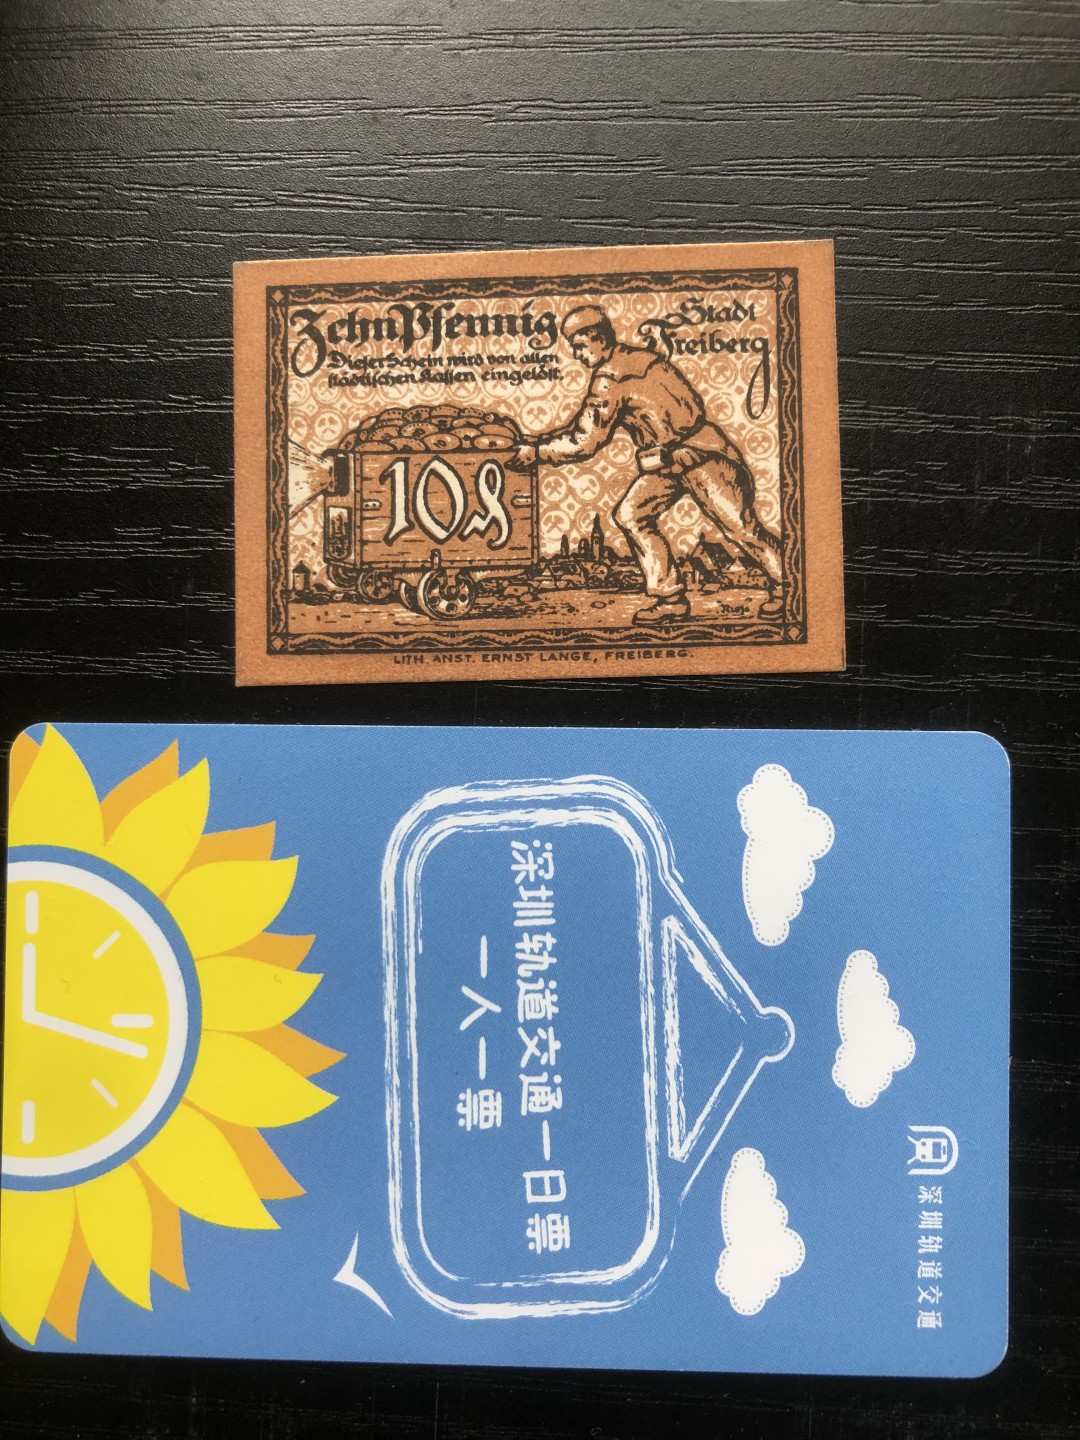 Zehn Pfennig
Dieser Schein wird von allen
städtischen Kassen eingelöst.
Stadt
Freiberg
10 ₰
LITH. ANST. ERNST LANGE, FREIBERG.
深圳轨道交通一日票
一人一票
深圳轨道交通